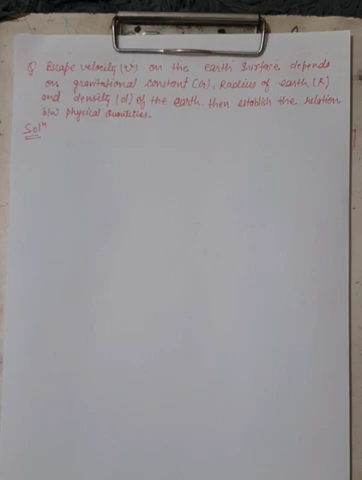 Q Escape velocity (v) on the earth surface depends
on gravitational constant (G), Radius of earth (R)
and density (d) of the earth then establish the relation
b/w physical quantities.
Solⁿ